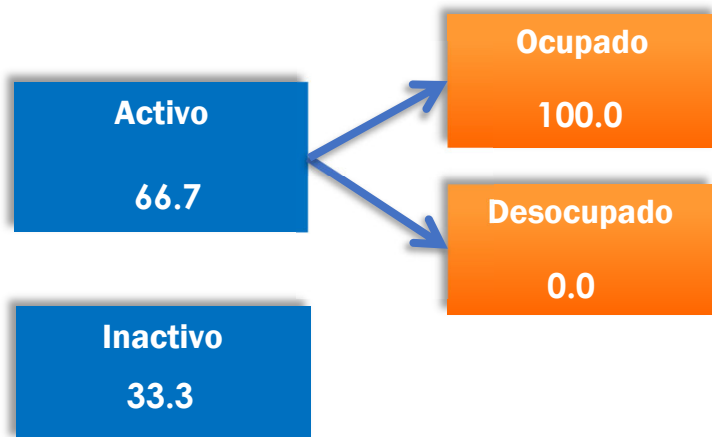 Activo
66.7
Ocupado
100.0
Desocupado
0.0
Inactivo
33.3